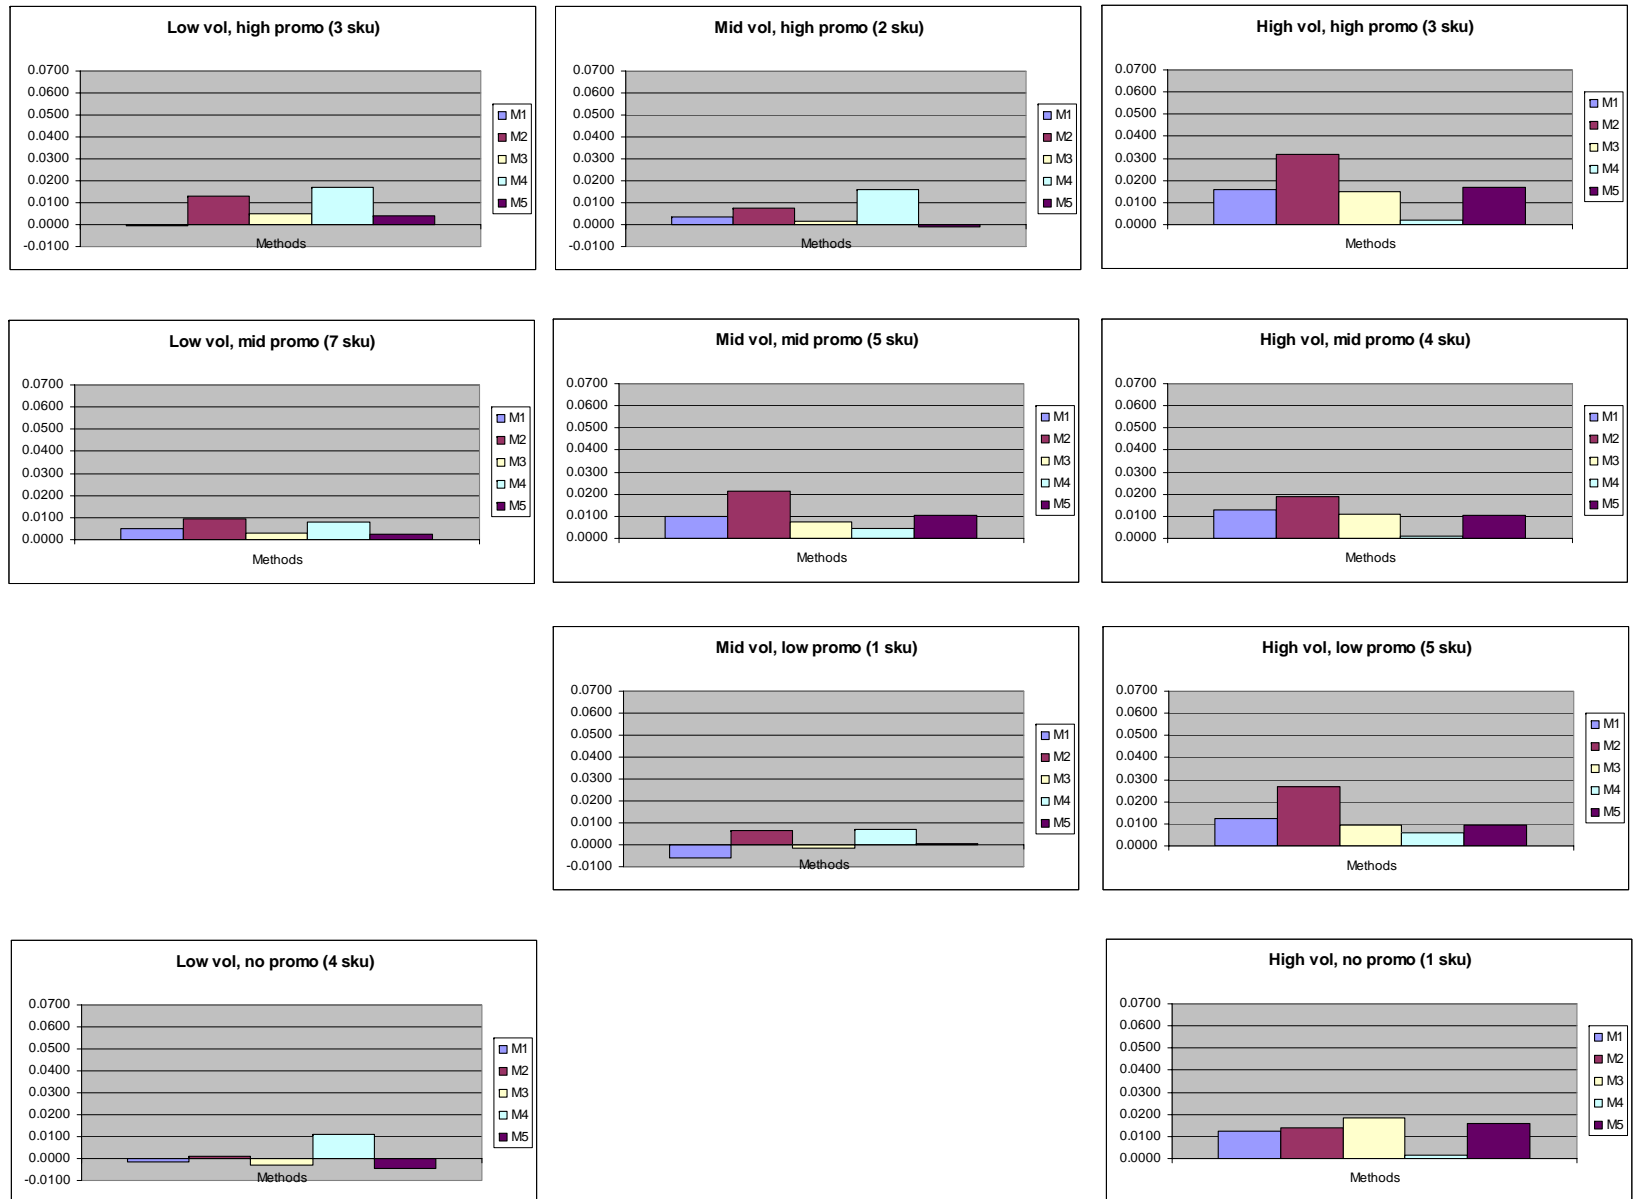 Low vol, high promo (3 sku)
0.0700
0.0600
0.0500
0.0400
0.0300
0.0200
0.0100
0.0000
-0.0100
Methods
M1
M2
M3
M4
M5
Mid vol, high promo (2 sku)
0.0700
0.0600
0.0500
0.0400
0.0300
0.0200
0.0100
0.0000
-0.0100
Methods
M1
M2
M3
M4
M5
High vol, high promo (3 sku)
0.0700
0.0600
0.0500
0.0400
0.0300
0.0200
0.0100
0.0000
Methods
M1
M2
M3
M4
M5
Low vol, mid promo (7 sku)
0.0700
0.0600
0.0500
0.0400
0.0300
0.0200
0.0100
0.0000
Methods
M1
M2
M3
M4
M5
Mid vol, mid promo (5 sku)
0.0700
0.0600
0.0500
0.0400
0.0300
0.0200
0.0100
0.0000
Methods
M1
M2
M3
M4
M5
High vol, mid promo (4 sku)
0.0700
0.0600
0.0500
0.0400
0.0300
0.0200
0.0100
0.0000
Methods
M1
M2
M3
M4
M5
Mid vol, low promo (1 sku)
0.0700
0.0600
0.0500
0.0400
0.0300
0.0200
0.0100
0.0000
-0.0100
Methods
M1
M2
M3
M4
M5
High vol, low promo (5 sku)
0.0700
0.0600
0.0500
0.0400
0.0300
0.0200
0.0100
0.0000
Methods
M1
M2
M3
M4
M5
Low vol, no promo (4 sku)
0.0700
0.0600
0.0500
0.0400
0.0300
0.0200
0.0100
0.0000
-0.0100
Methods
M1
M2
M3
M4
M5
High vol, no promo (1 sku)
0.0700
0.0600
0.0500
0.0400
0.0300
0.0200
0.0100
0.0000
Methods
M1
M2
M3
M4
M5